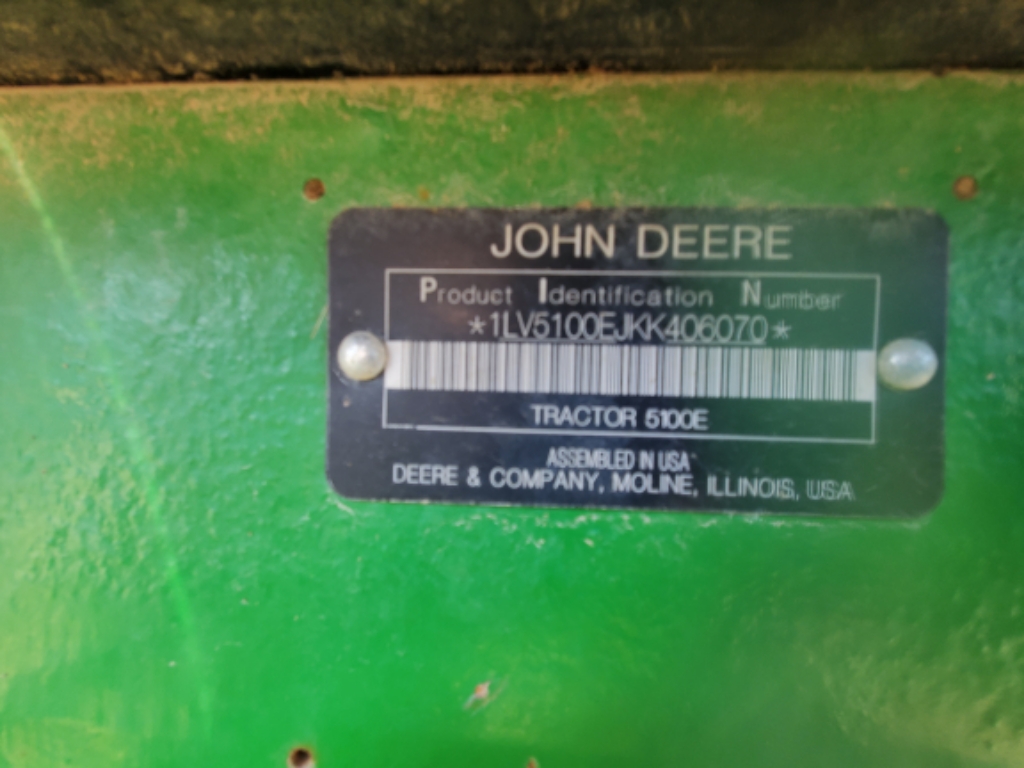 JOHN DEERE
Product Identification Number
*1LV5100EJKK406070*
TRACTOR 5100E
ASSEMBLED IN USA
DEERE & COMPANY, MOLINE, ILLINOIS, USA